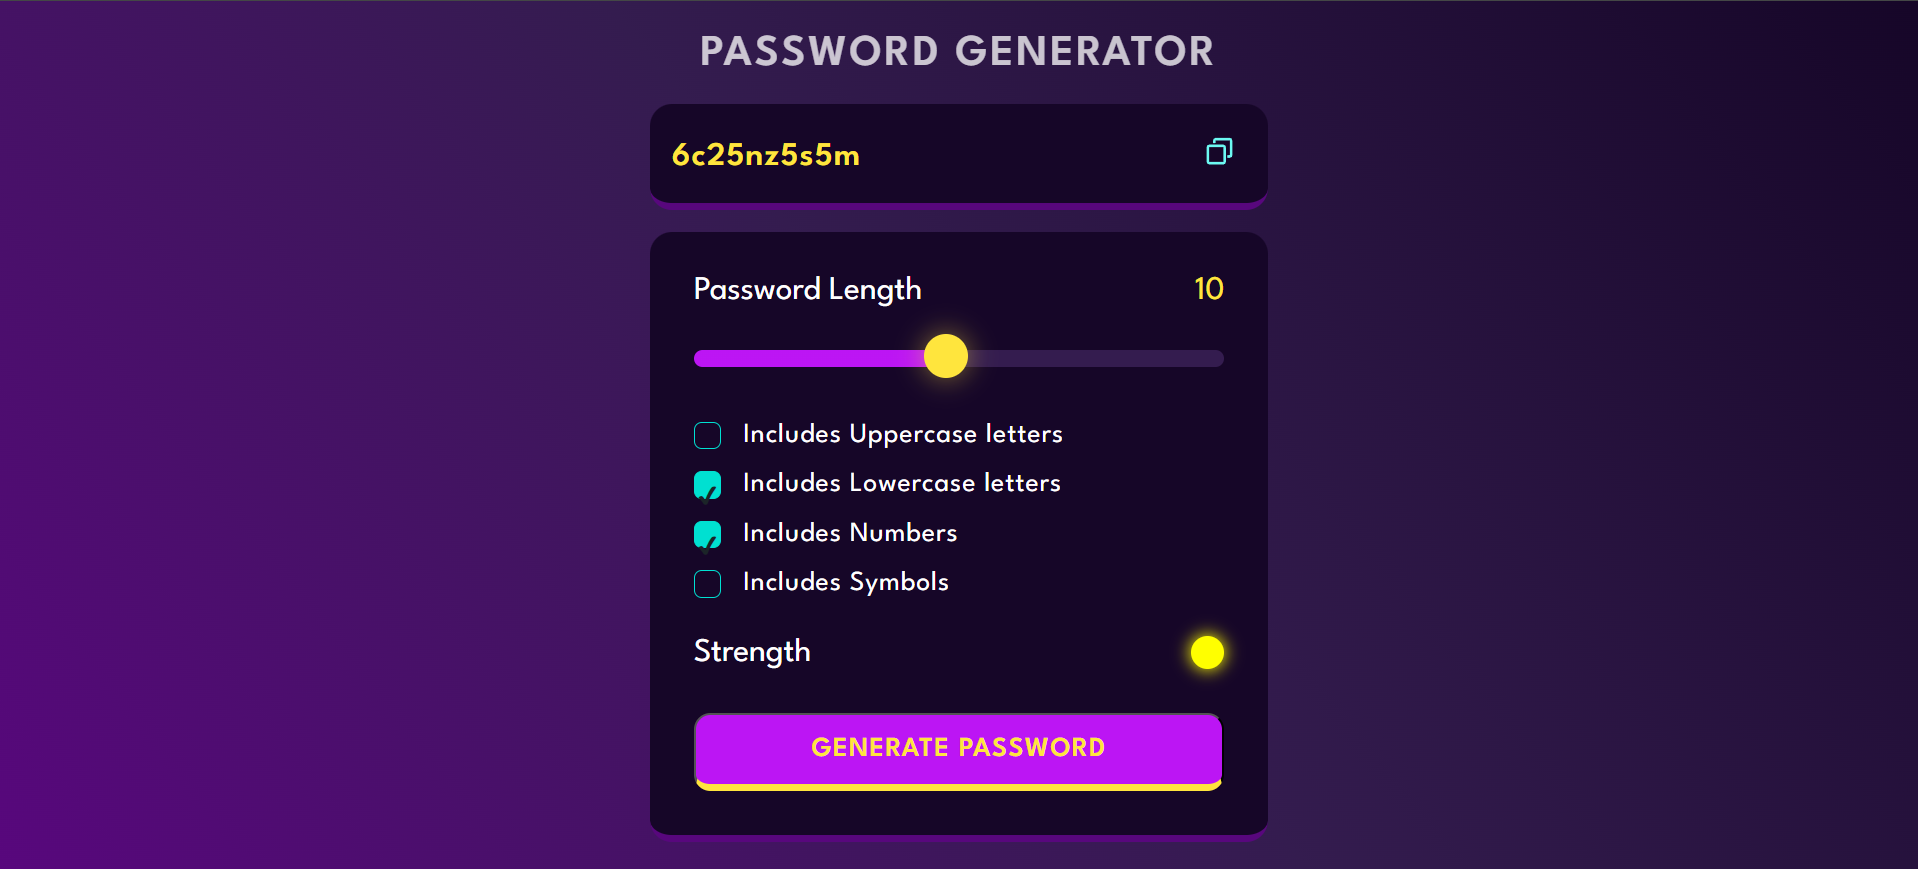 PASSWORD GENERATOR
6c25nz5s5m
Password Length 10
Includes Uppercase letters
Includes Lowercase letters
Includes Numbers
Includes Symbols
Strength
GENERATE PASSWORD